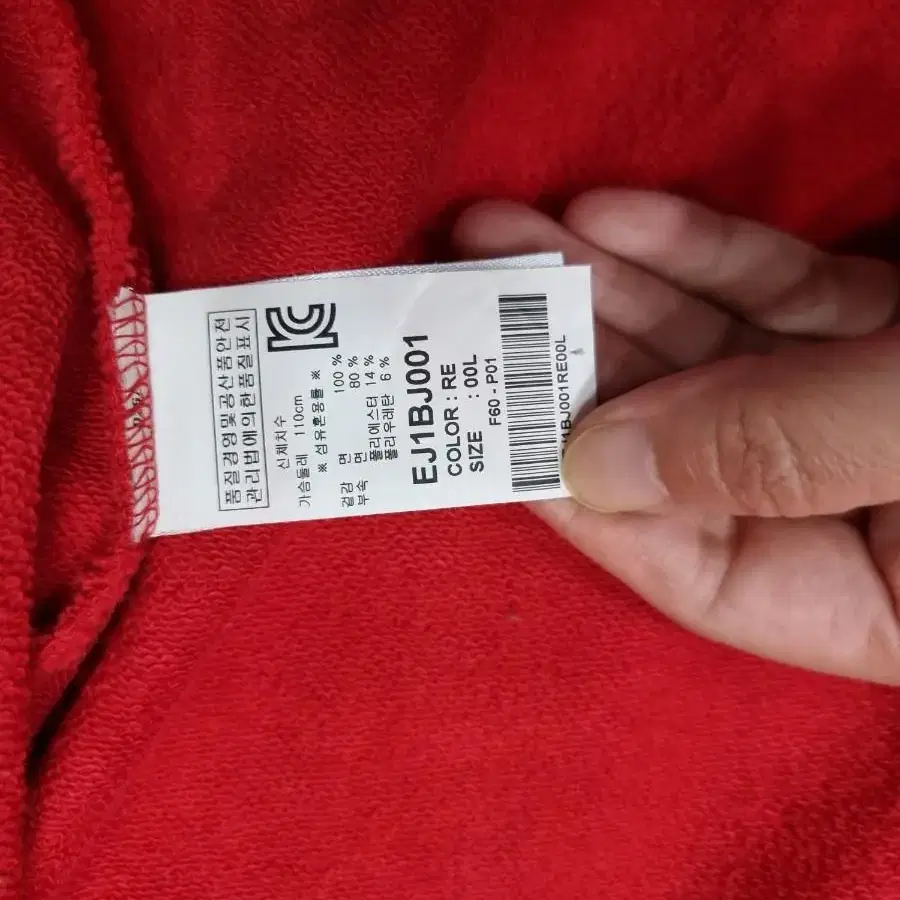 품질경영및공산품안전
관리법에의한품질표시
신체치수
가슴둘레 110cm
※ 섬유혼용률 ※
겉감 면 100 %
부속 면 80 %
폴리에스터 14 %
폴리우레탄 6 %
EJ1BJ001
COLOR : RE
SIZE : 00L
F60 - P01
1BJ001RE00L